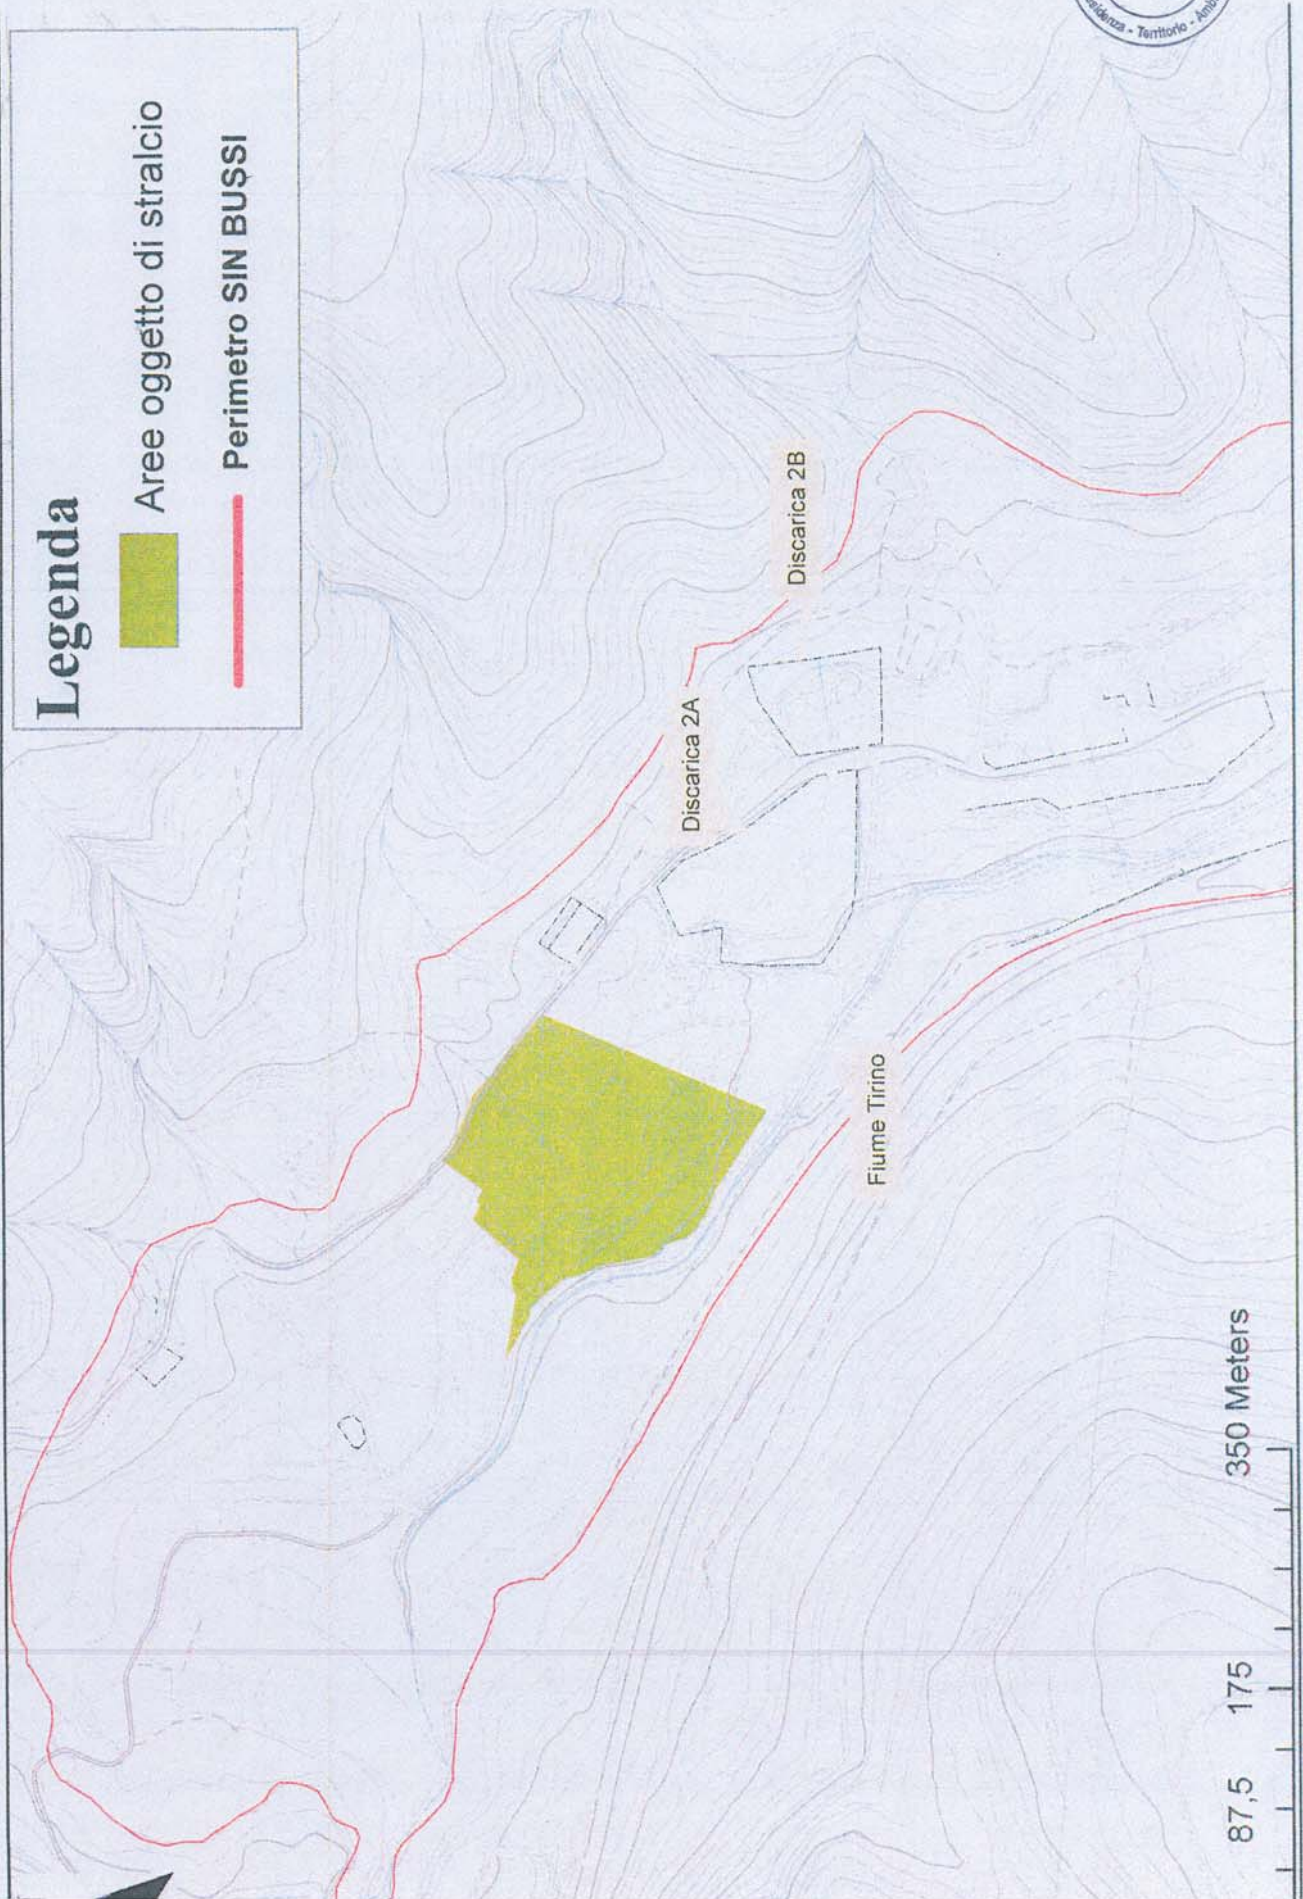 Legenda
Aree oggetto di stralcio
Perimetro SIN BUSSI
Discarica 2B
Discarica 2A
Fiume Tirino
87,5 175 350 Meters
- Territorio -